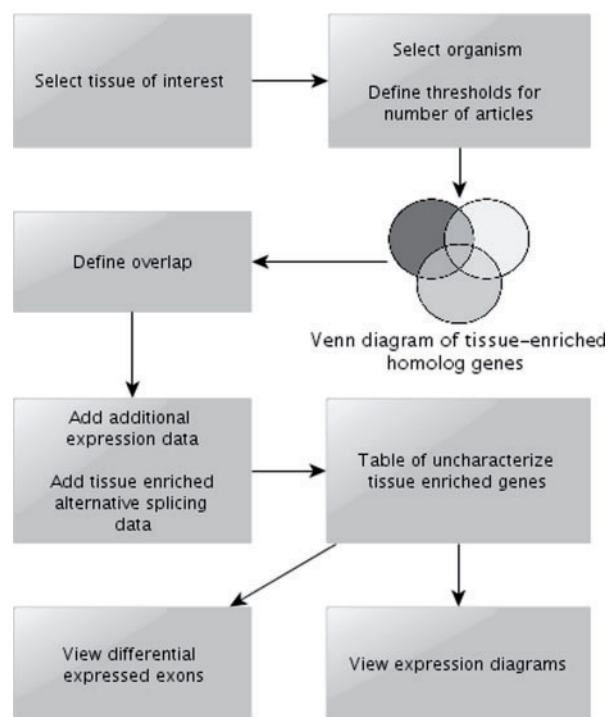 Select tissue of interest
Select organism
Define thresholds for
number of articles
Define overlap
Venn diagram of tissue-enriched
homolog genes
Add additional
expression data
Add tissue enriched
alternative splicing
data
Table of uncharacterize
tissue enriched genes
View differential
expressed exons
View expression diagrams